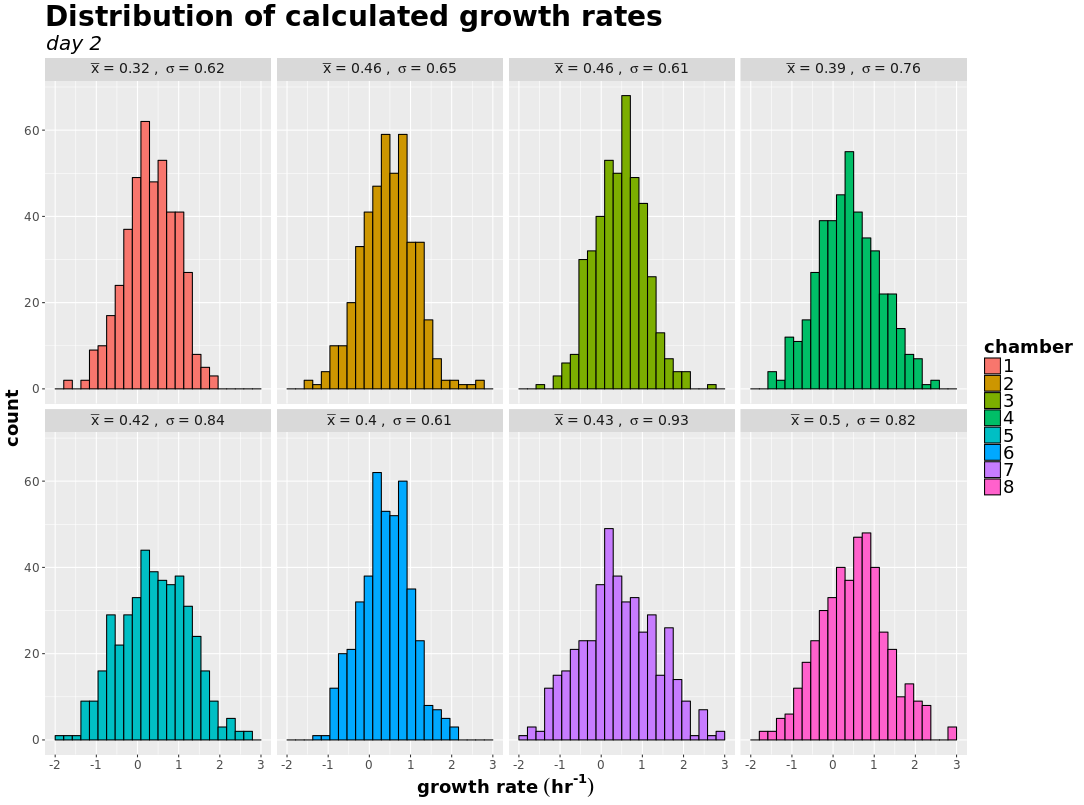 Distribution of calculated growth rates
day 2
x̅ = 0.32 , σ = 0.62
x̅ = 0.46 , σ = 0.65
x̅ = 0.46 , σ = 0.61
x̅ = 0.39 , σ = 0.76
60
40
20
0
x̅ = 0.42 , σ = 0.84
x̅ = 0.4 , σ = 0.61
x̅ = 0.43 , σ = 0.93
x̅ = 0.5 , σ = 0.82
60
40
20
0
-2 -1 0 1 2 3
-2 -1 0 1 2 3
-2 -1 0 1 2 3
-2 -1 0 1 2 3
count
growth rate (hr⁻¹)
chamber
1
2
3
4
5
6
7
8